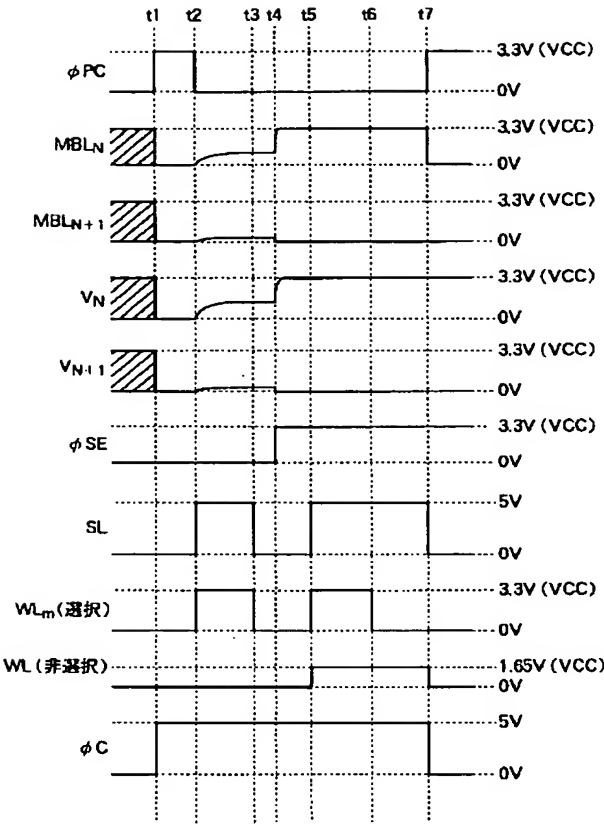 t1 t2 t3 t4 t5 t6 t7
φPC 3.3V (VCC)
0V
MBLN 3.3V (VCC)
0V
MBLN+1 3.3V (VCC)
0V
VN 3.3V (VCC)
0V
VN+1 3.3V (VCC)
0V
φSE 3.3V (VCC)
0V
SL 5V
0V
WLm(選択) 3.3V (VCC)
0V
WL(非選択) 1.65V (VCC)
0V
φC 5V
0V